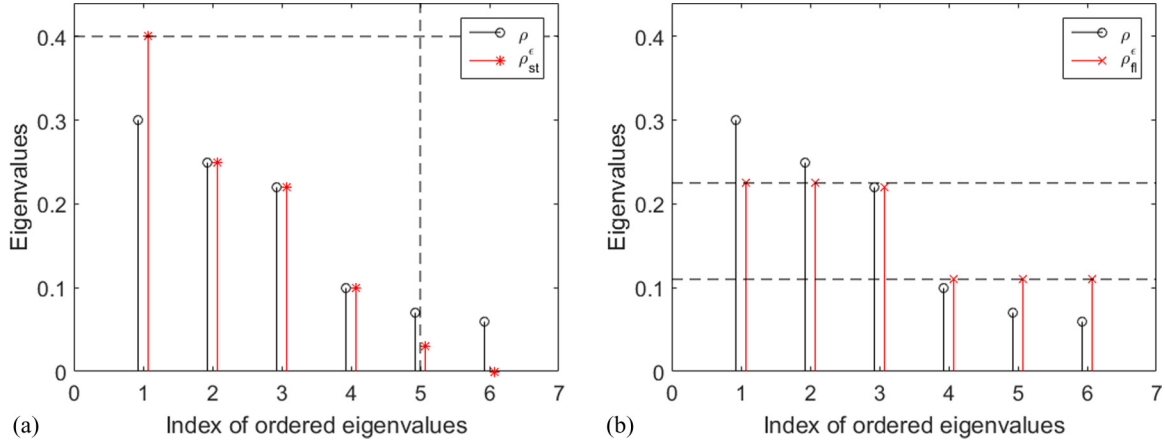 0.4
0.3
0.2
0.1
0
0 1 2 3 4 5 6 7
Eigenvalues
Index of ordered eigenvalues
ρ
ρ_st^ϵ
(a)
0.4
0.3
0.2
0.1
0
0 1 2 3 4 5 6 7
Eigenvalues
Index of ordered eigenvalues
ρ
ρ_fl^ϵ
(b)